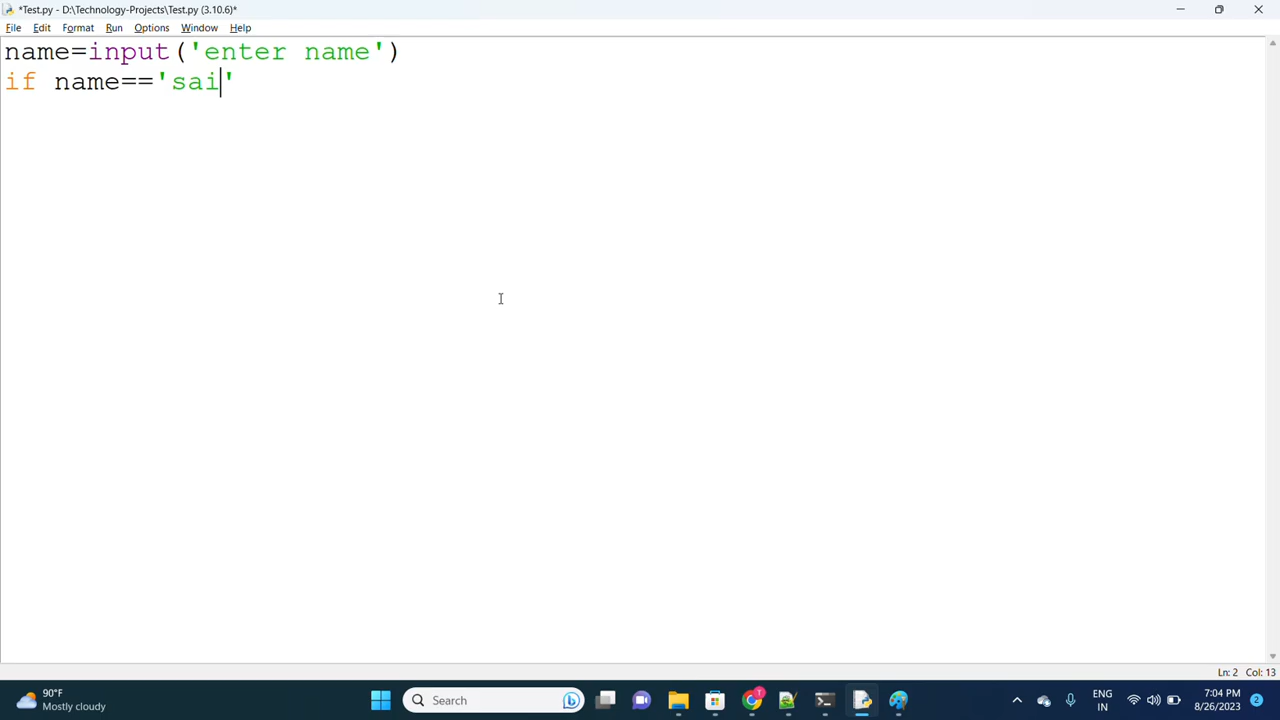 *Test.py - D:\Technology-Projects\Test.py (3.10.6)*
File Edit Format Run Options Window Help
name=input('enter name')
if name=='sai'
Ln: 2 Col: 13
90°F
Mostly cloudy
Search
T
ENG
IN
7:04 PM
8/26/2023
2